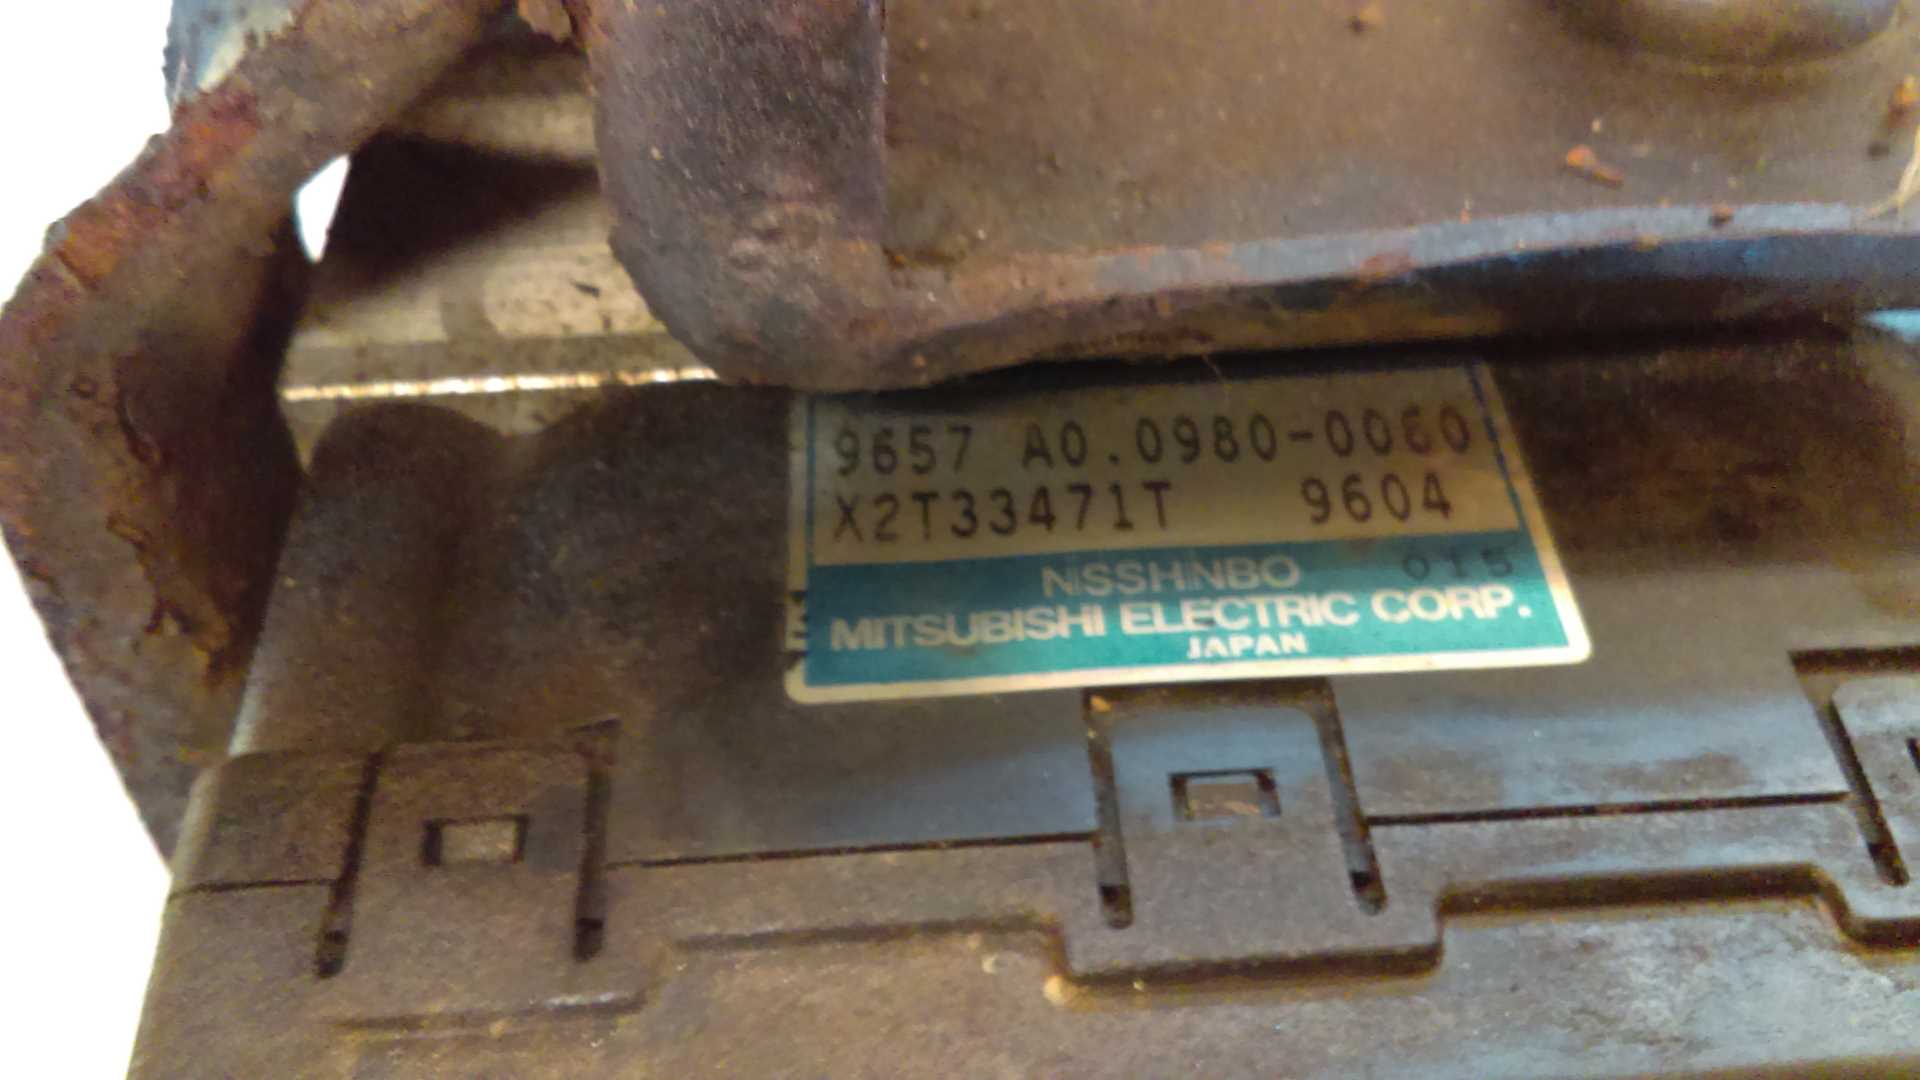 9657 A0.0980-0060
X2T33471T 9604
NISSHINBO 015
MITSUBISHI ELECTRIC CORP.
JAPAN